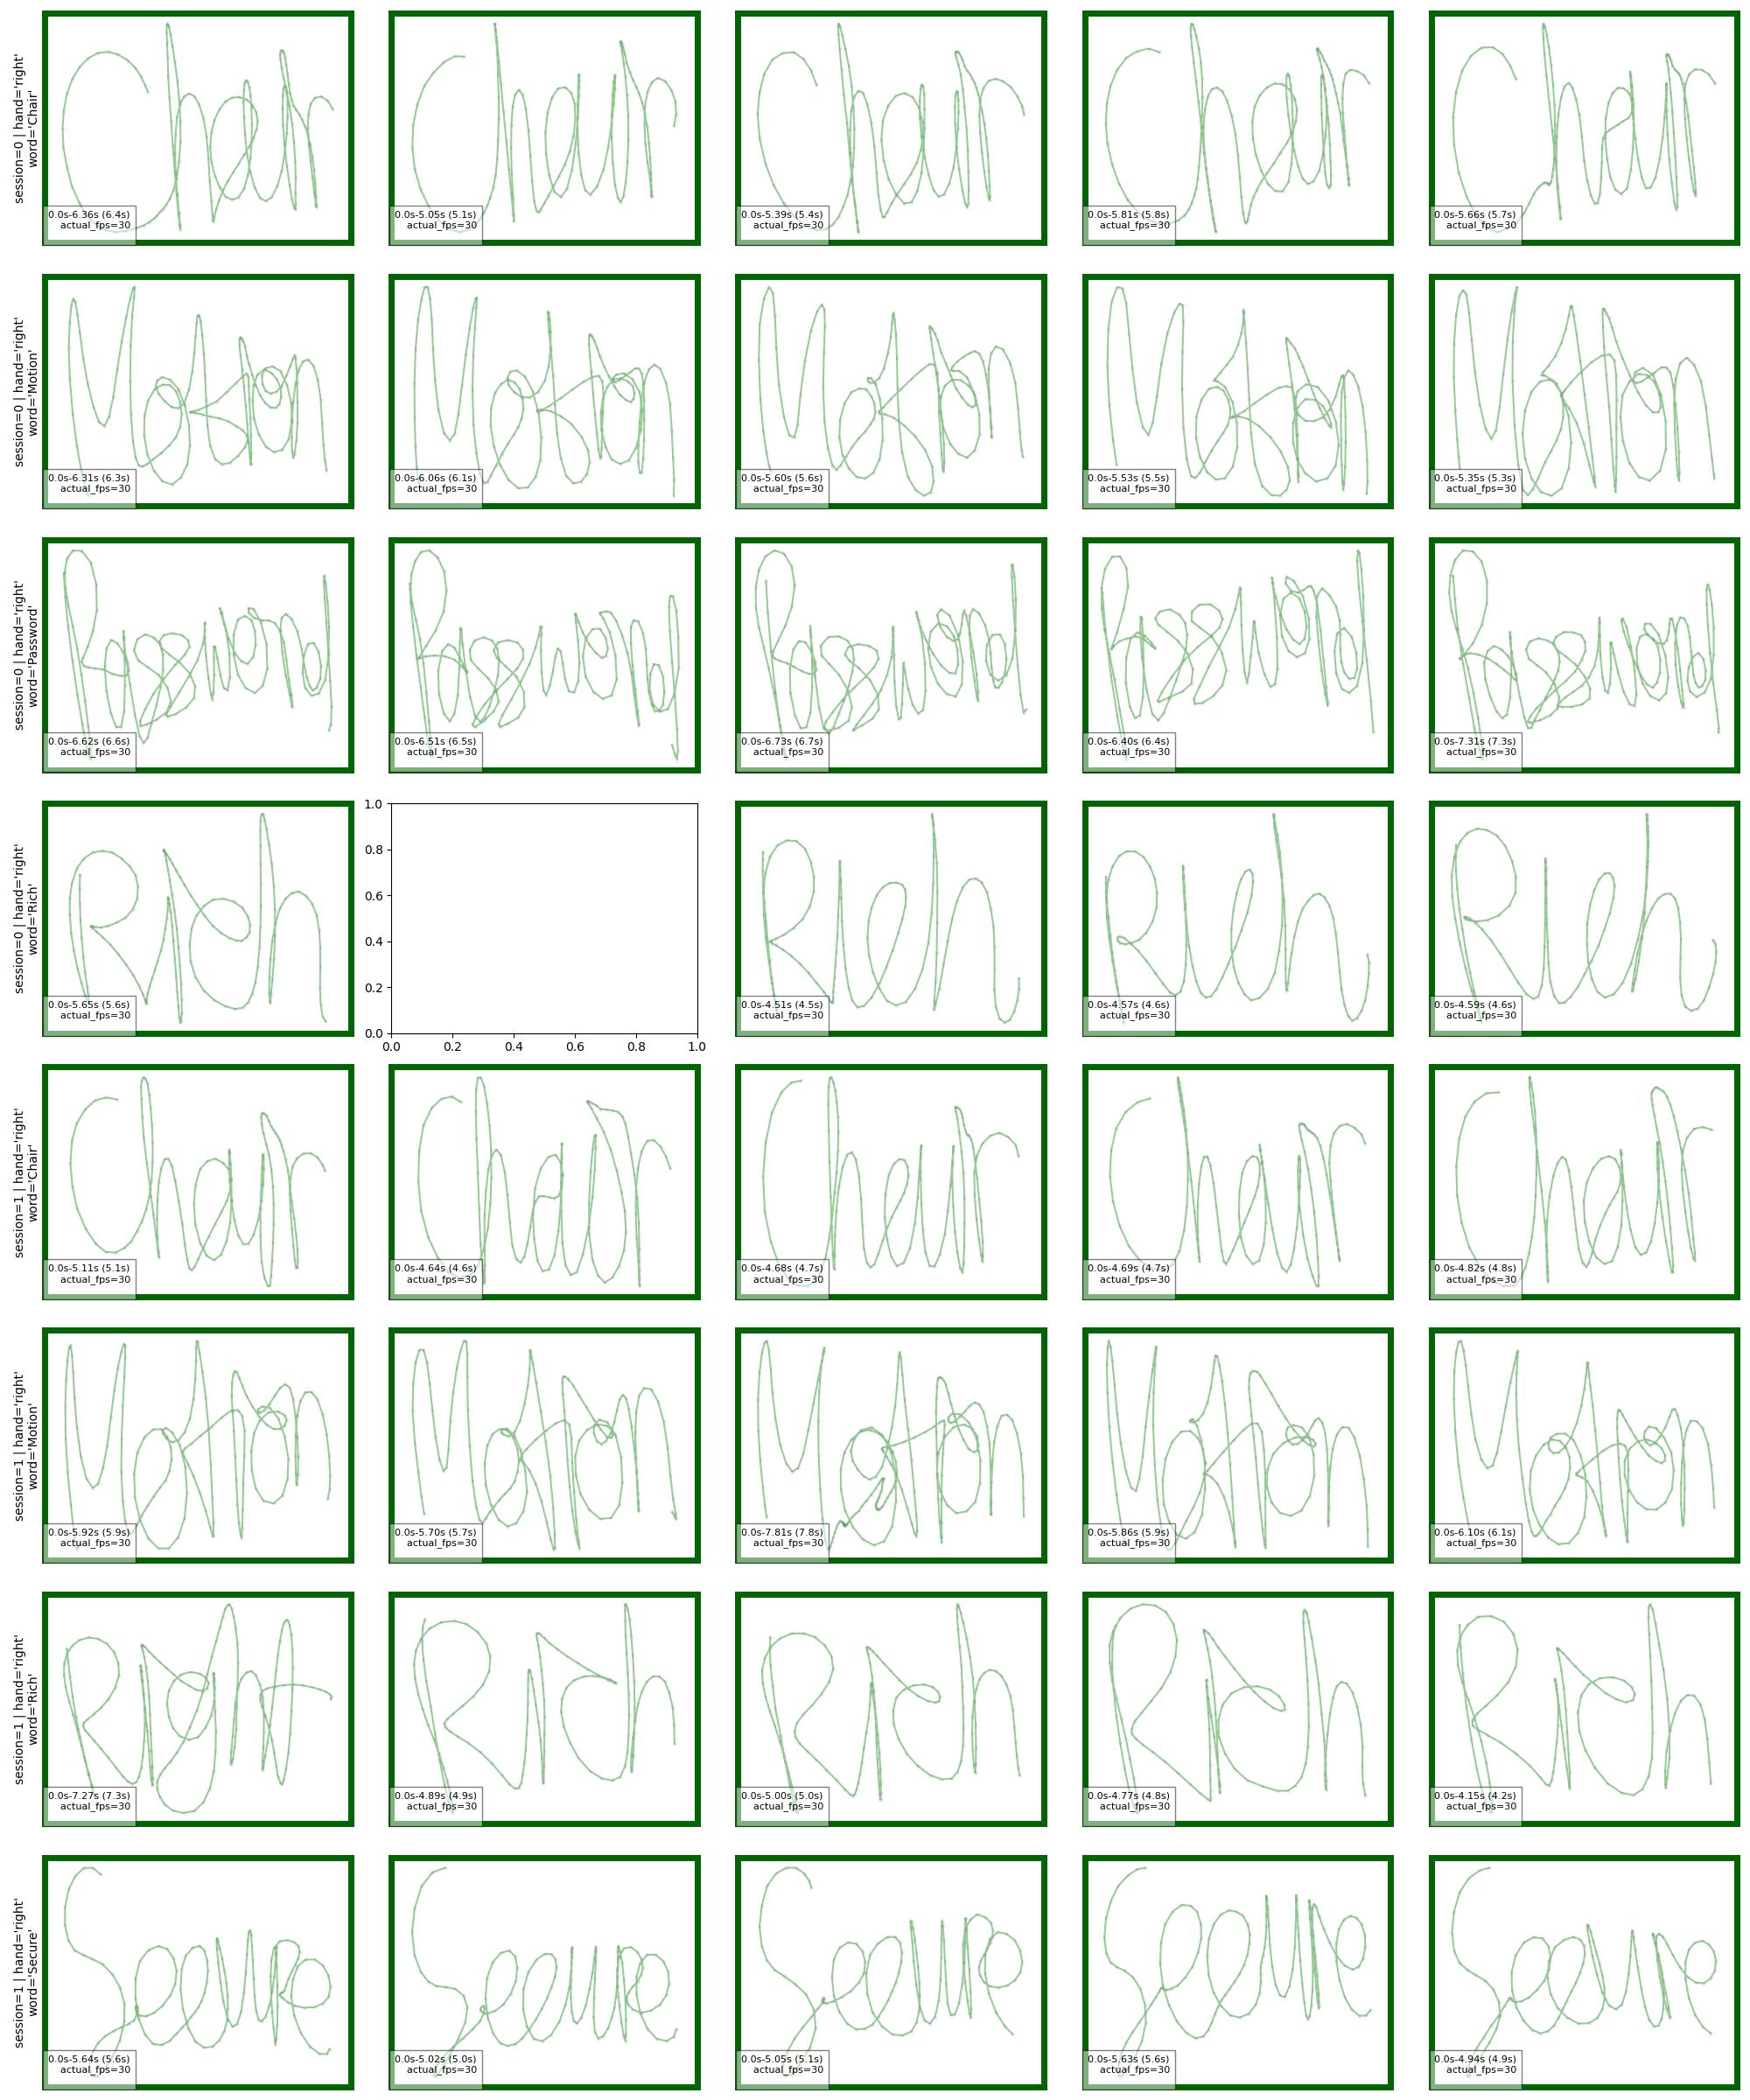 session=0 | hand='right'
word='Chair'
Chair Chair Chair Chair Chair
0.0s-6.36s (6.4s) 0.0s-5.05s (5.1s) 0.0s-5.39s (5.4s) 0.0s-5.81s (5.8s) 0.0s-5.66s (5.7s)
actual_fps=30 actual_fps=30 actual_fps=30 actual_fps=30 actual_fps=30
session=0 | hand='right'
word='Motion'
Motion Motion Motion Motion Motion
0.0s-6.31s (6.3s) 0.0s-6.06s (6.1s) 0.0s-5.60s (5.6s) 0.0s-5.53s (5.5s) 0.0s-5.35s (5.3s)
actual_fps=30 actual_fps=30 actual_fps=30 actual_fps=30 actual_fps=30
session=0 | hand='right'
word='Password'
Password Password Password Password Password
0.0s-6.62s (6.6s) 0.0s-6.51s (6.5s) 0.0s-6.73s (6.7s) 0.0s-6.40s (6.4s) 0.0s-7.31s (7.3s)
actual_fps=30 actual_fps=30 actual_fps=30 actual_fps=30 actual_fps=30
session=0 | hand='right'
word='Rich'
Rich Rich Rich Rich
1.0
0.8
0.6
0.4
0.2
0.0
0.0 0.2 0.4 0.6 0.8 1.0
0.0s-5.65s (5.6s) 0.0s-4.51s (4.5s) 0.0s-4.57s (4.6s) 0.0s-4.59s (4.6s)
actual_fps=30 actual_fps=30 actual_fps=30 actual_fps=30
session=1 | hand='right'
word='Chair'
Chair Chair Chair Chair Chair
0.0s-5.11s (5.1s) 0.0s-4.64s (4.6s) 0.0s-4.68s (4.7s) 0.0s-4.69s (4.7s) 0.0s-4.82s (4.8s)
actual_fps=30 actual_fps=30 actual_fps=30 actual_fps=30 actual_fps=30
session=1 | hand='right'
word='Motion'
Motion Motion Motion Motion Motion
0.0s-5.92s (5.9s) 0.0s-5.70s (5.7s) 0.0s-7.81s (7.8s) 0.0s-5.86s (5.9s) 0.0s-6.10s (6.1s)
actual_fps=30 actual_fps=30 actual_fps=30 actual_fps=30 actual_fps=30
session=1 | hand='right'
word='Rich'
Rich Rich Rich Rich Rich
0.0s-7.27s (7.3s) 0.0s-4.89s (4.9s) 0.0s-5.00s (5.0s) 0.0s-4.77s (4.8s) 0.0s-4.15s (4.2s)
actual_fps=30 actual_fps=30 actual_fps=30 actual_fps=30 actual_fps=30
session=1 | hand='right'
word='Secure'
Secure Secure Secure Secure Secure
0.0s-5.64s (5.6s) 0.0s-5.02s (5.0s) 0.0s-5.05s (5.1s) 0.0s-5.63s (5.6s) 0.0s-4.94s (4.9s)
actual_fps=30 actual_fps=30 actual_fps=30 actual_fps=30 actual_fps=30